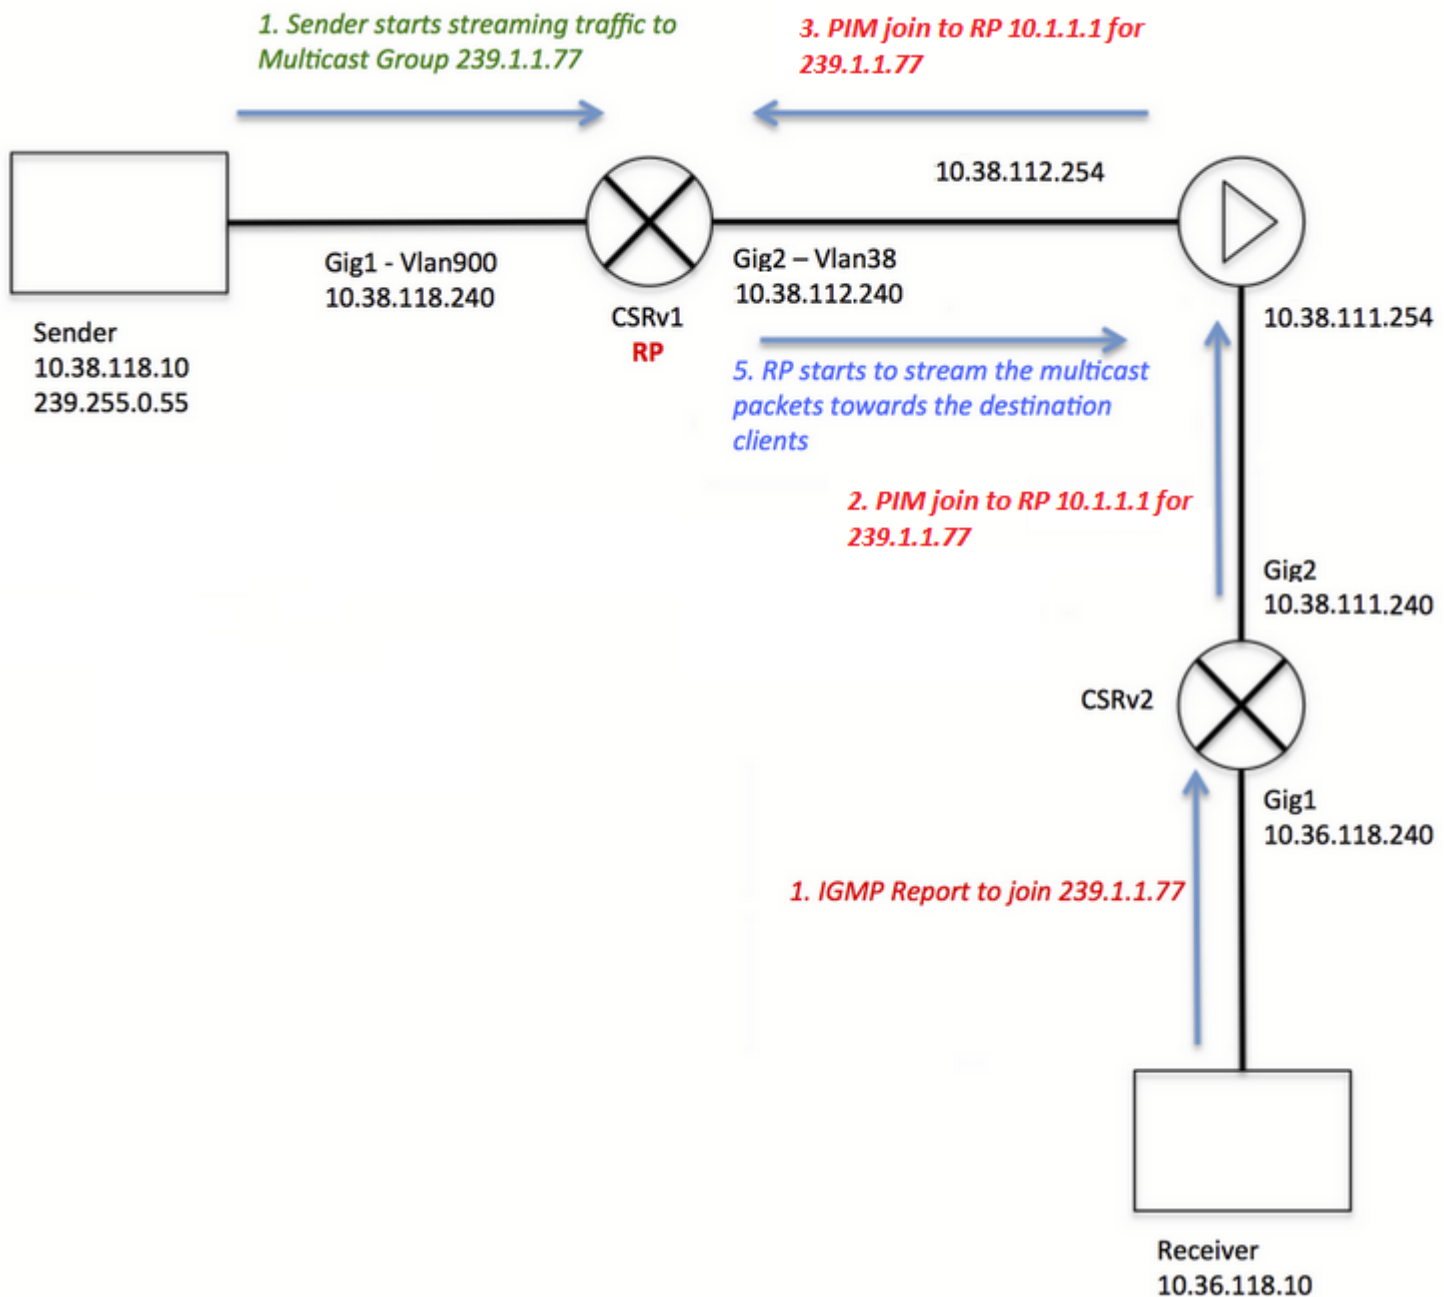 1. Sender starts streaming traffic to
Multicast Group 239.1.1.77
3. PIM join to RP 10.1.1.1 for
239.1.1.77
10.38.112.254
Gig1 - Vlan900
10.38.118.240
Gig2 – Vlan38
10.38.112.240
CSRv1
RP
10.38.111.254
Sender
10.38.118.10
239.255.0.55
5. RP starts to stream the multicast
packets towards the destination
clients
2. PIM join to RP 10.1.1.1 for
239.1.1.77
Gig2
10.38.111.240
CSRv2
Gig1
10.36.118.240
1. IGMP Report to join 239.1.1.77
Receiver
10.36.118.10